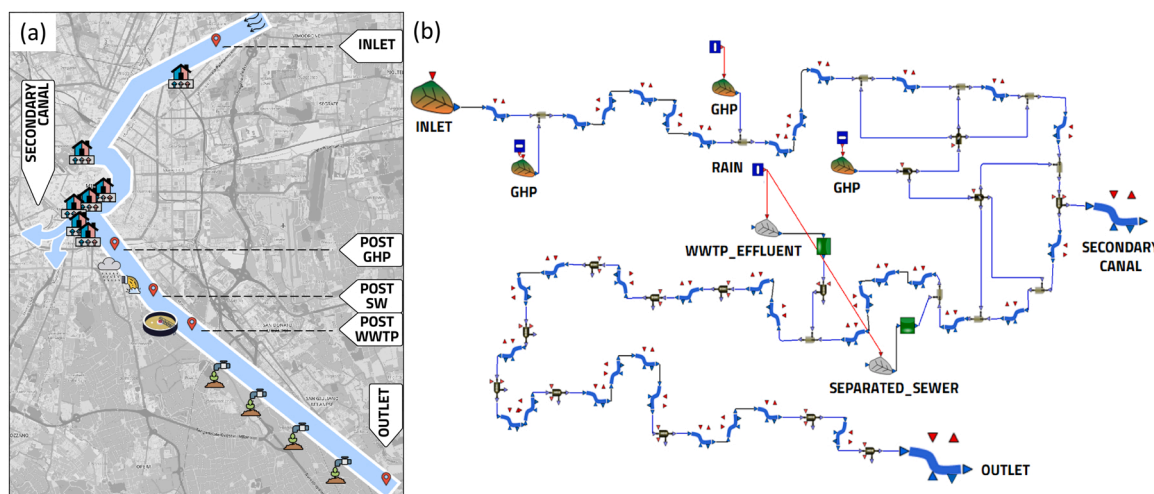 (a)
INLET
SECONDARY
CANAL
POST
GHP
POST
SW
POST
WWTP
OUTLET
(b)
INLET
GHP
GHP
RAIN
GHP
WWTP_EFFLUENT
SECONDARY
CANAL
SEPARATED_SEWER
OUTLET